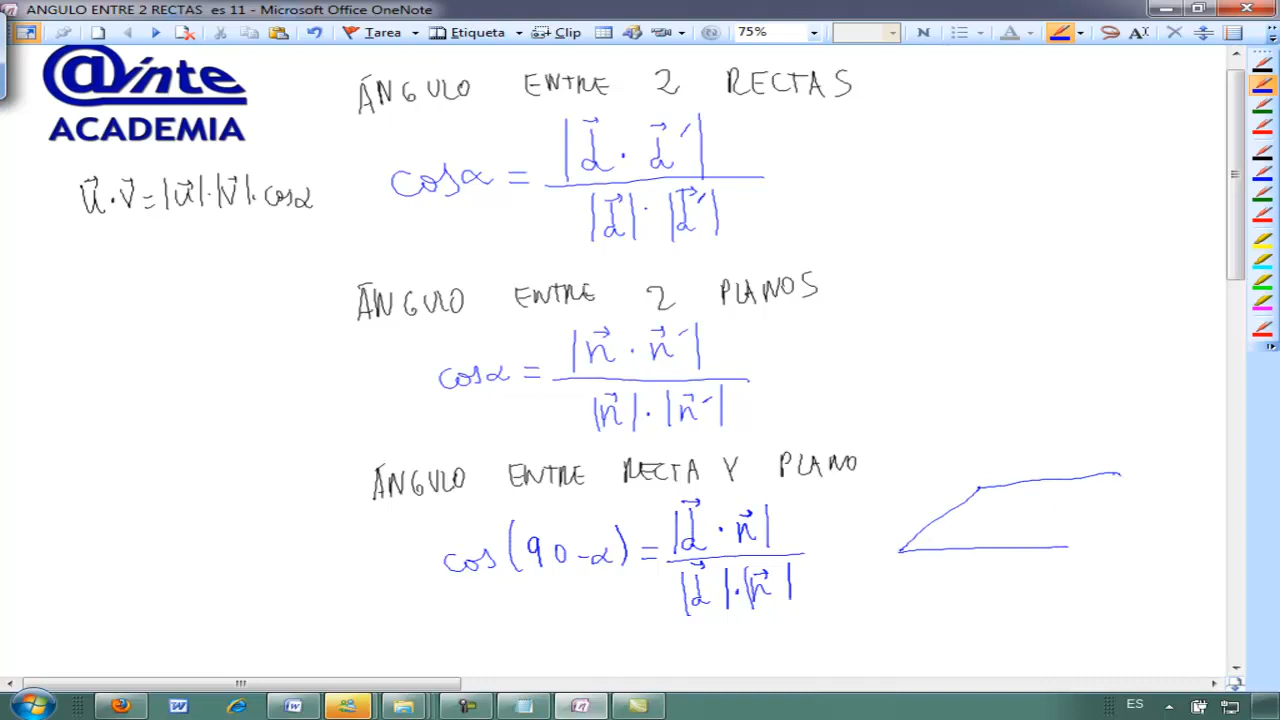 ANGULO ENTRE 2 RECTAS es 11 - Microsoft Office OneNote
Tarea Etiqueta Clip 75% N A
@vinte
ACADEMIA
ÁNGULO ENTRE 2 RECTAS
u⃗·v⃗=|u⃗|·|v⃗|·cosα
cosα = |d⃗ · d⃗´| / |d⃗|·|d⃗´|
ÁNGULO ENTRE 2 PLANOS
cosα = |n⃗ · n⃗´| / |n⃗|·|n⃗´|
ÁNGULO ENTRE RECTA Y PLANO
cos(90-α) = |d⃗ · n⃗| / |d⃗|·|n⃗|
ES